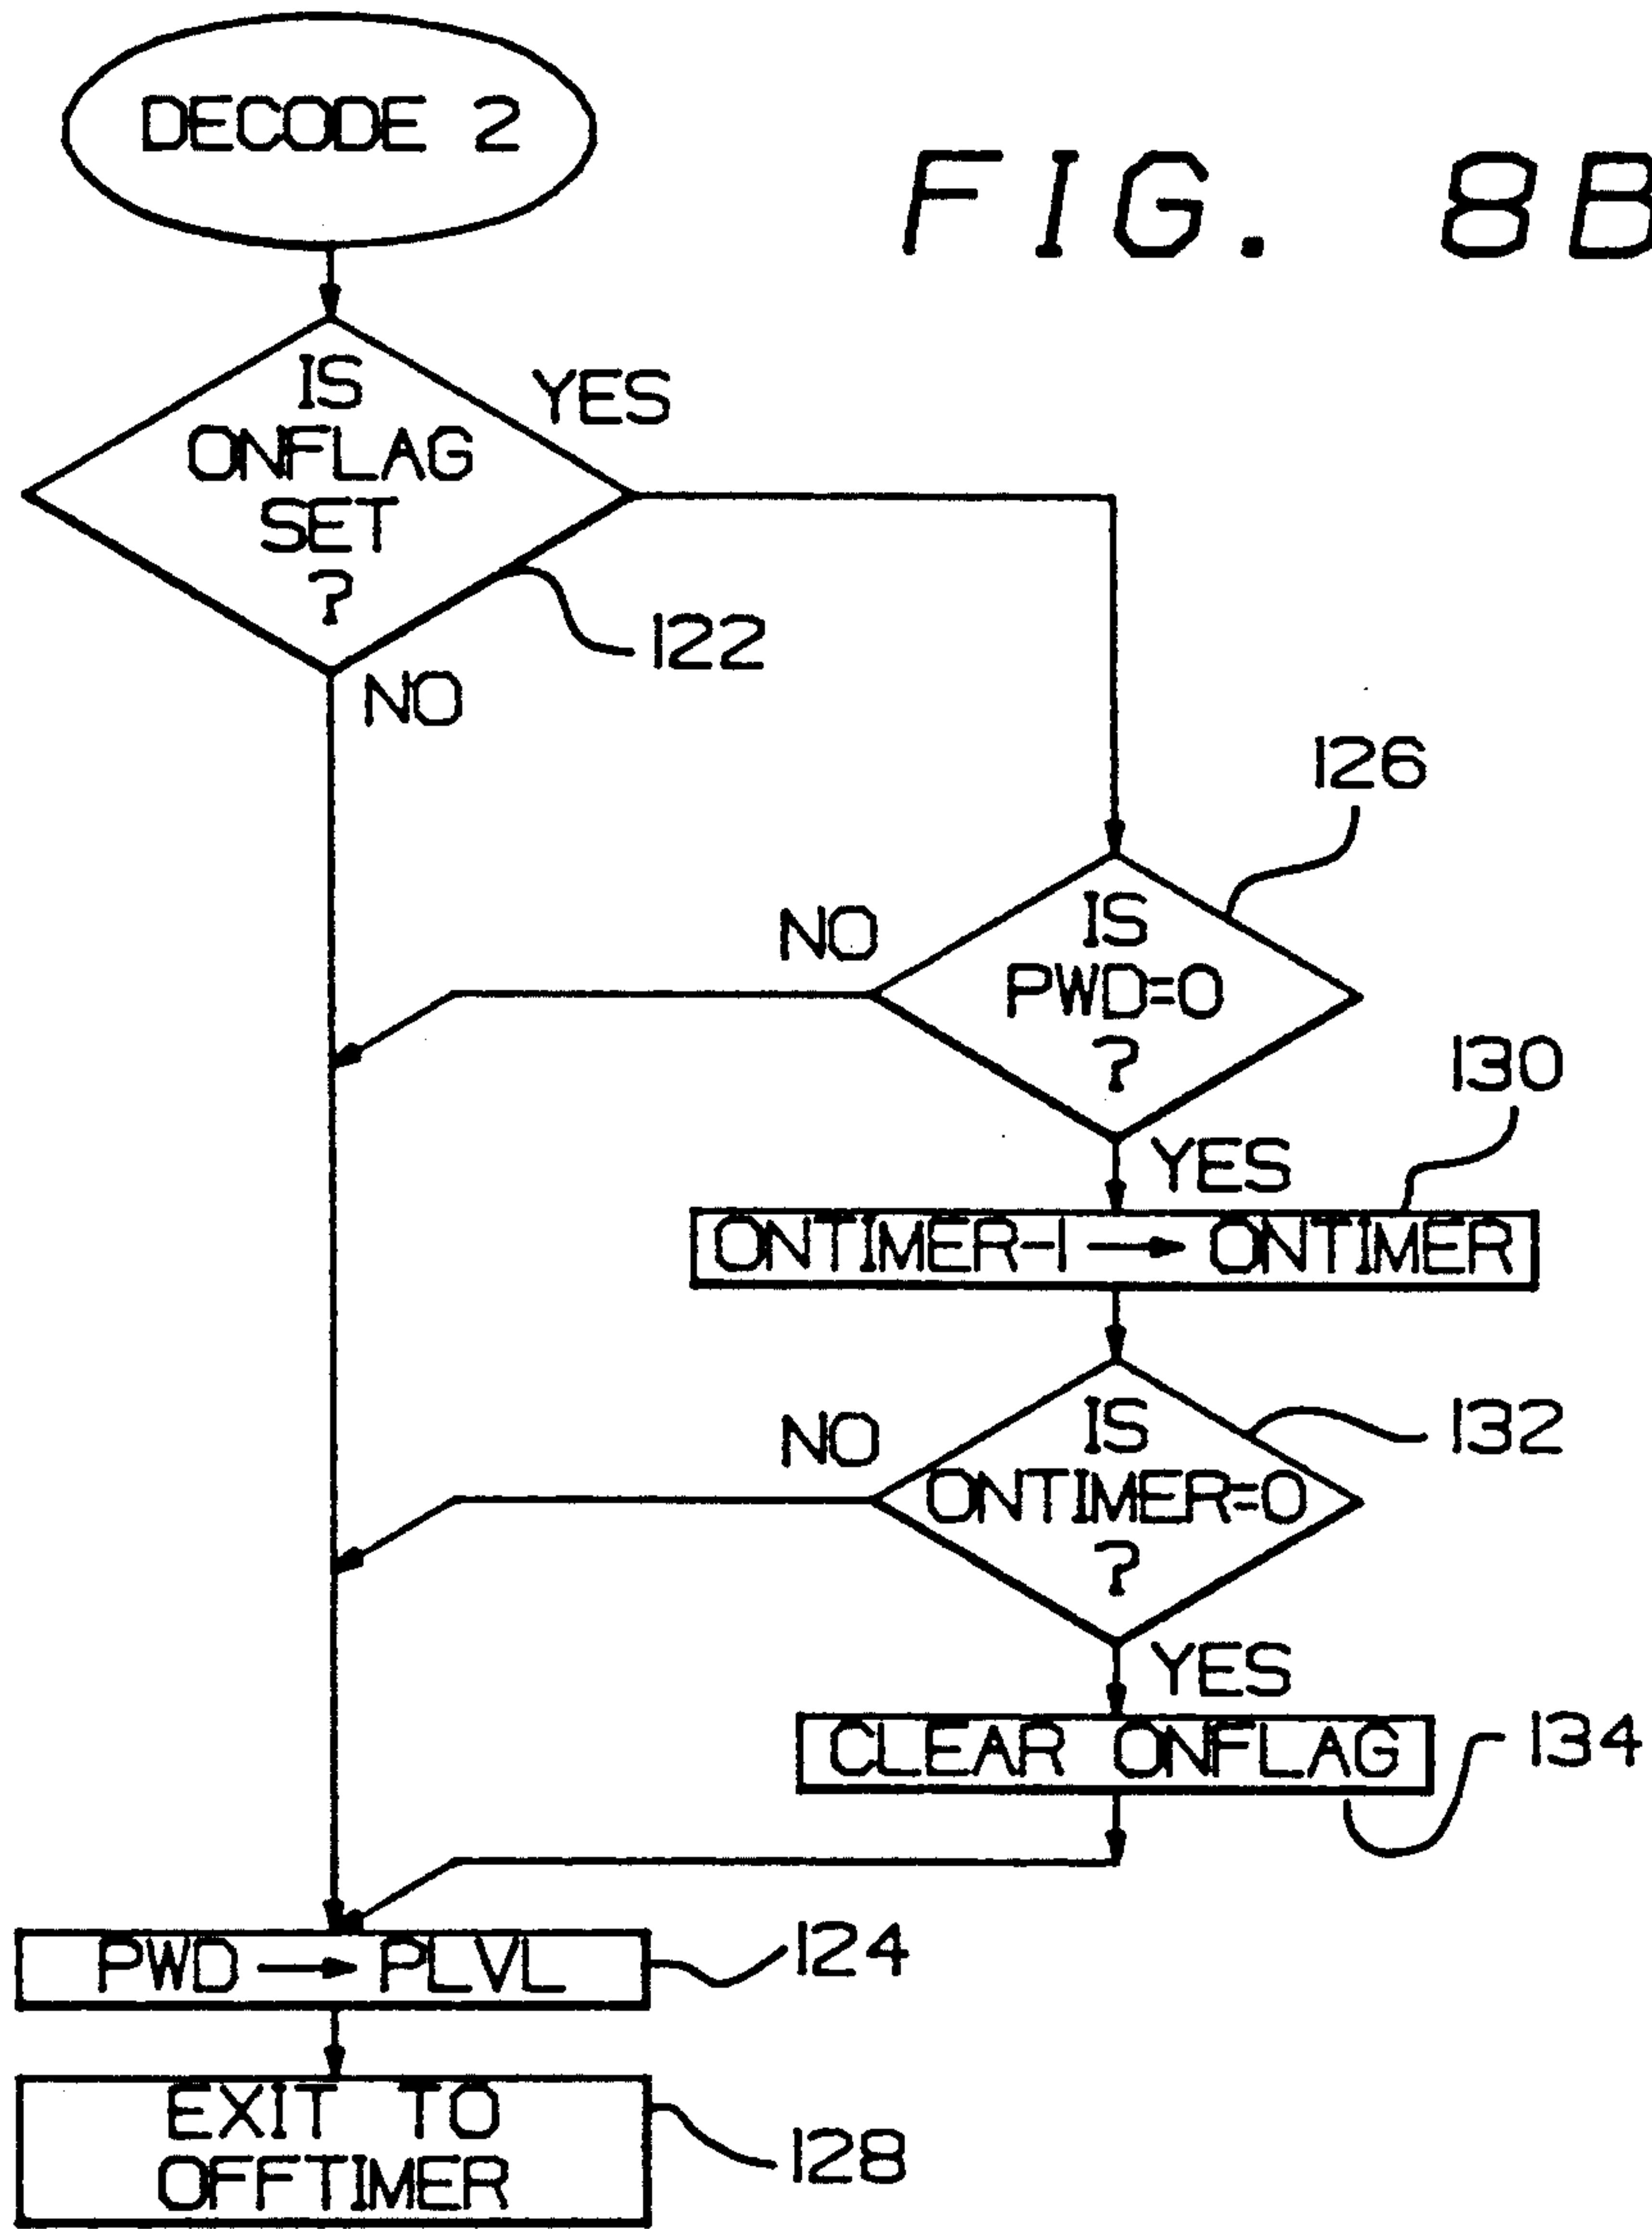 DECODE 2
FIG. 8B
IS
ONFLAG
SET
?
YES
122
NO
126
NO
IS
PWD=0
?
130
YES
ONTIMER-1 → ONTIMER
NO
IS
ONTIMER=0
?
132
YES
CLEAR ONFLAG
134
PWD → PLVL
124
EXIT TO
OFFTIMER
128